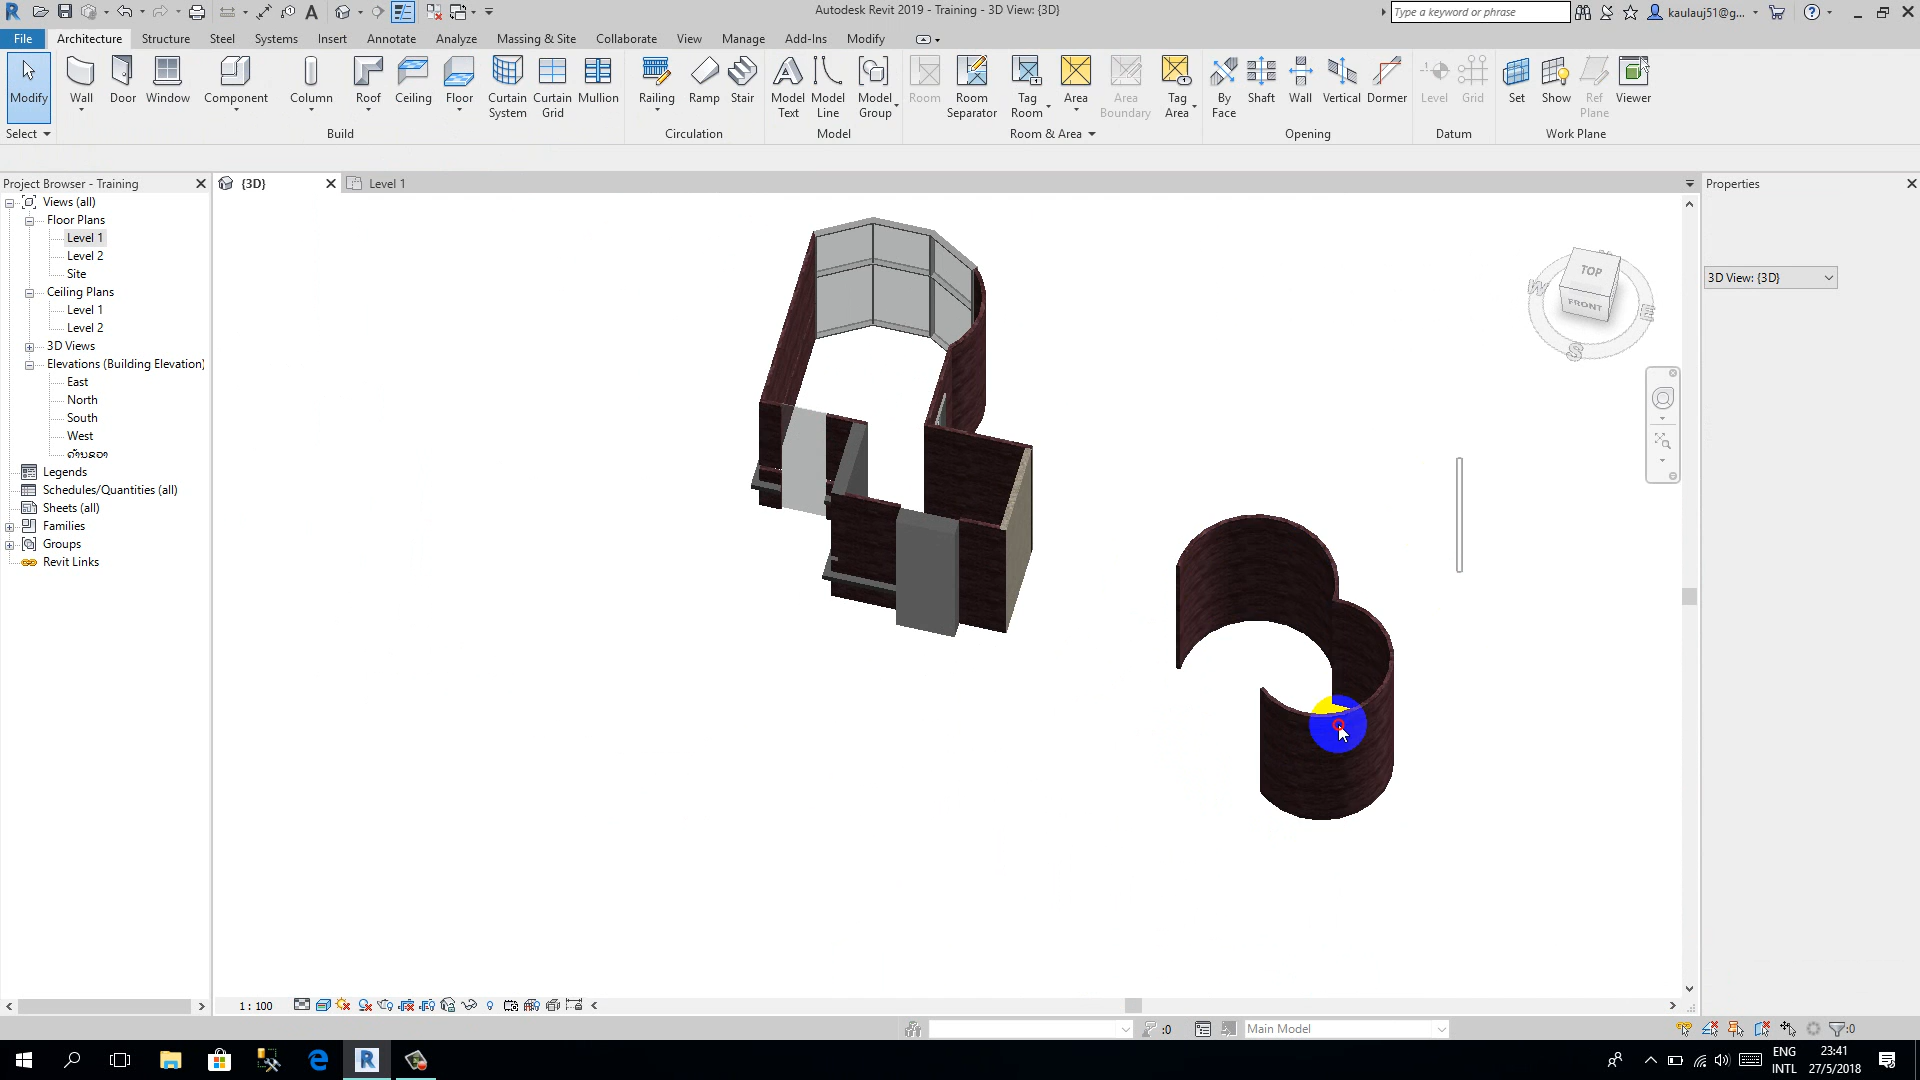 Autodesk Revit 2019 - Training - 3D View: {3D}
Type a keyword or phrase
kaulauj51@g...
File Architecture Structure Steel Systems Insert Annotate Analyze Massing & Site Collaborate View Manage Add-Ins Modify
Modify Wall Door Window Component Column Roof Ceiling Floor Curtain System Curtain Grid Mullion Railing Ramp Stair Model Text Model Line Model Group Room Room Separator Tag Room Area Area Boundary Tag Area By Face Shaft Wall Vertical Dormer Level Grid Set Show Ref Plane Viewer
Select Build Circulation Model Room & Area Opening Datum Work Plane
Project Browser - Training
{3D}
Level 1
Properties
Views (all)
Floor Plans
Level 1
Level 2
Site
Ceiling Plans
Level 1
Level 2
3D Views
Elevations (Building Elevation)
East
North
South
West
Legends
Schedules/Quantities (all)
Sheets (all)
Families
Groups
Revit Links
3D View: {3D}
TOP
FRONT
W
E
S
1 : 100
:0
Main Model
:0
ENG
INTL
23:41
27/5/2018